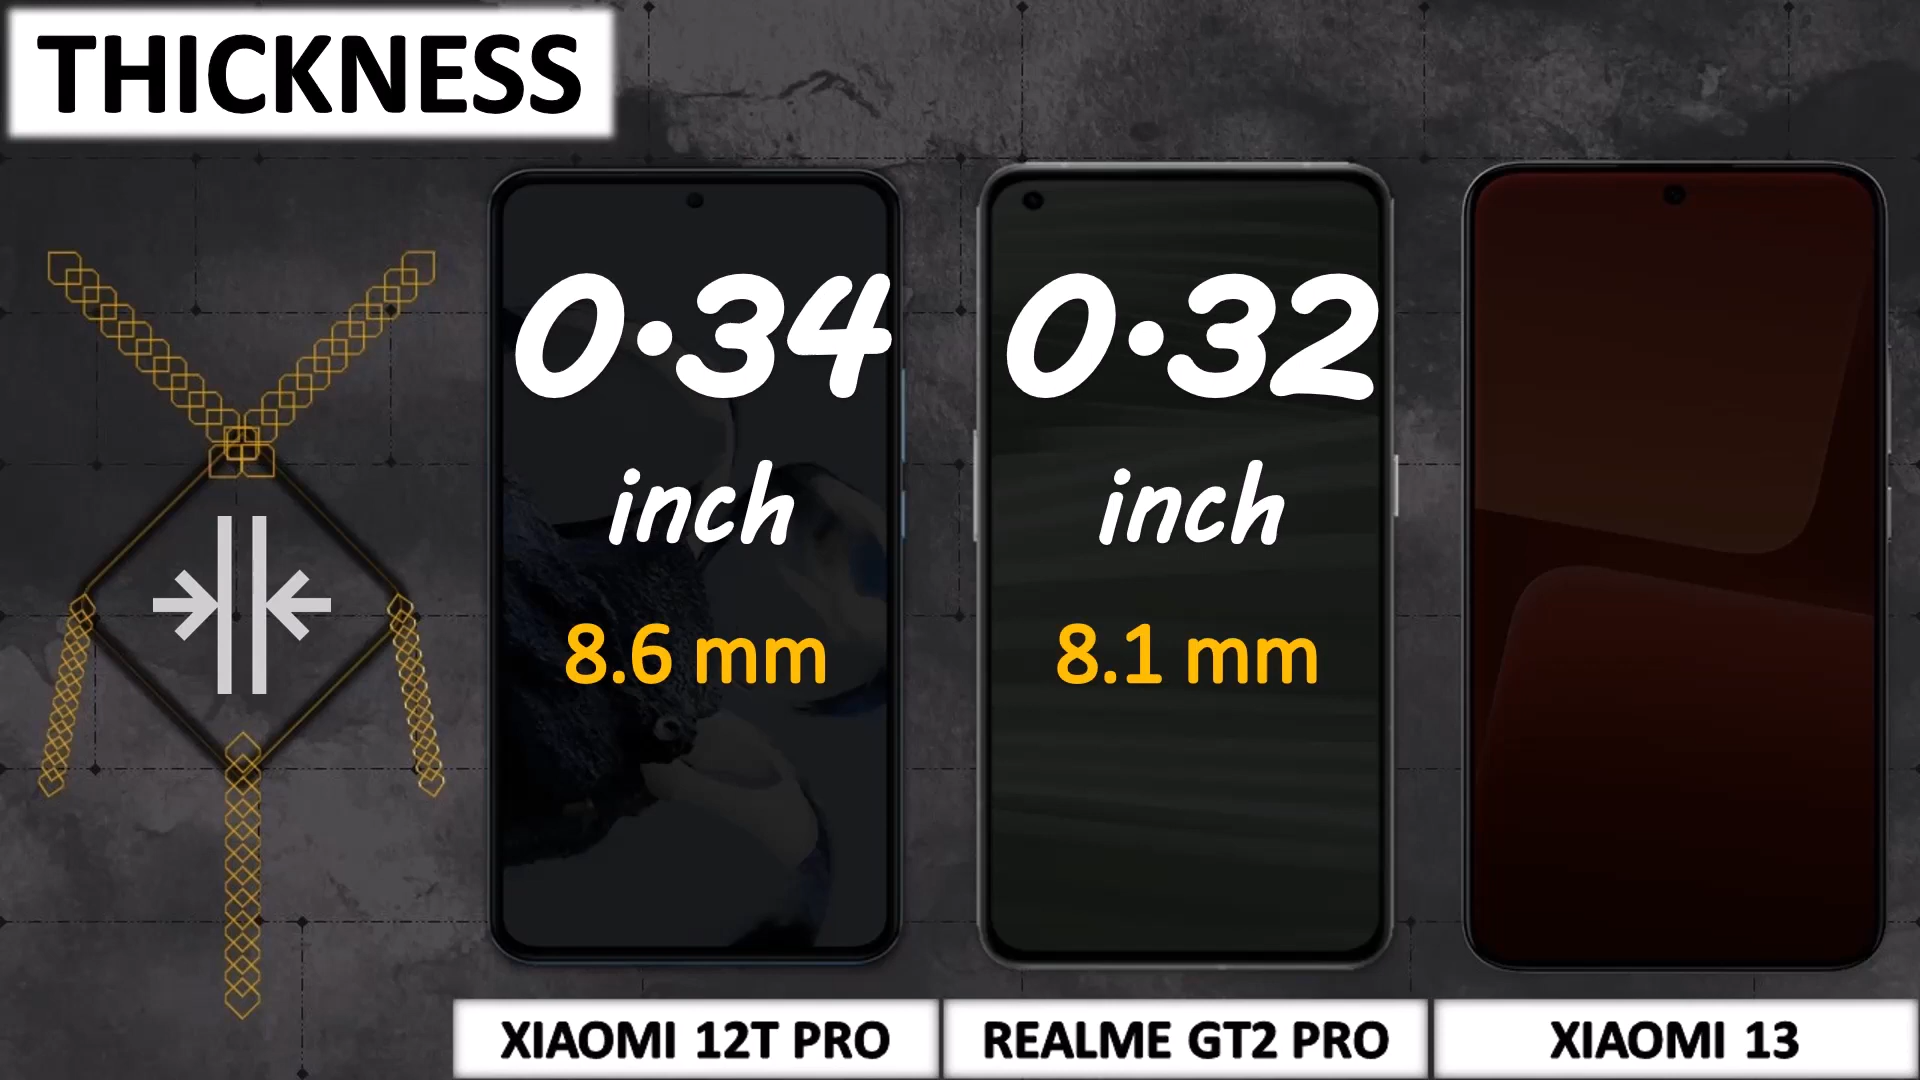 THICKNESS
0.34
inch
8.6 mm
0.32
inch
8.1 mm
XIAOMI 12T PRO
REALME GT2 PRO
XIAOMI 13